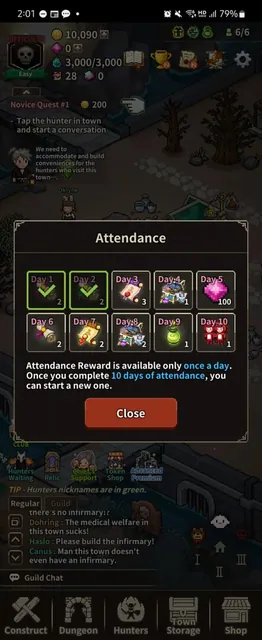 2:01
79%
10,090
6/6
0
Easy
3,000/3,000
28
0
Novice Quest #1
200
- Tap the hunter in town
and start a conversation
We need to
accommodate and build
conveniences for
the hunters who visit this
town~
Attendance
Day 1
2
Day 2
2
Day 3
3
Day 4
1
Day 5
100
Day 6
2
Day 7
2
Day 8
1
Day 9
1
Day 10
1
Attendance Reward is available only once a day.
Once you complete 10 days of attendance, you
can start a new one.
Close
CLUB
Hunters
Waiting
Relic
Support
Token
Shop
Advanced
Premium
TIP - Hunters nicknames are in green.
Regular
Guild
there's no infirmary?
Dohring : The medical welfare in
this town sucks!
Haslo : Please build the infirmary!
Canus : Man this town doesn't
even have an infirmary.
Guild Chat
I
II
III
Construct
Dungeon
Hunters
Town
Storage
Shop